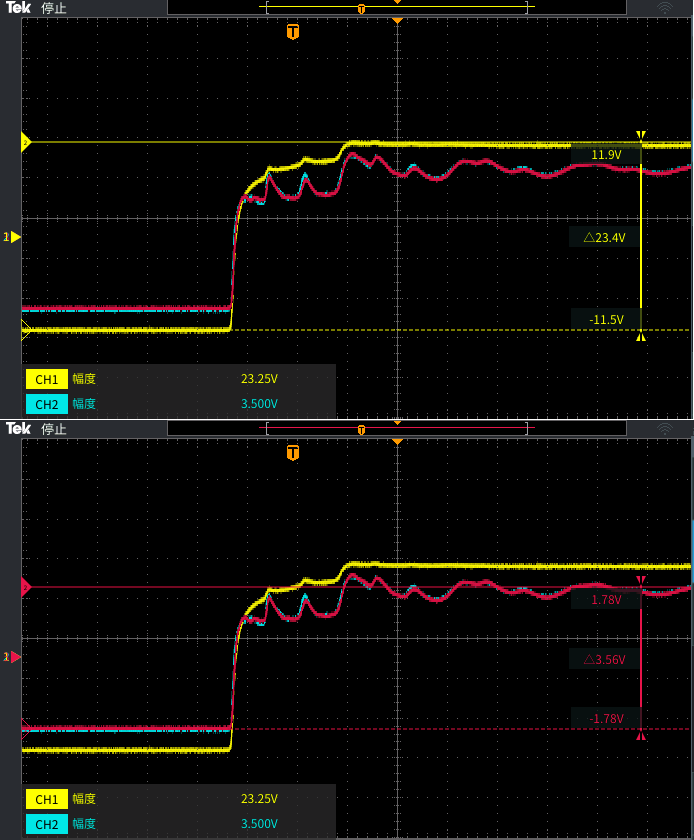 Tek 停止
T
T
2
11.9V
1
△23.4V
-11.5V
CH1 幅度 23.25V
CH2 幅度 3.500V
Tek 停止
T
T
1.78V
△3.56V
-1.78V
CH1 幅度 23.25V
CH2 幅度 3.500V